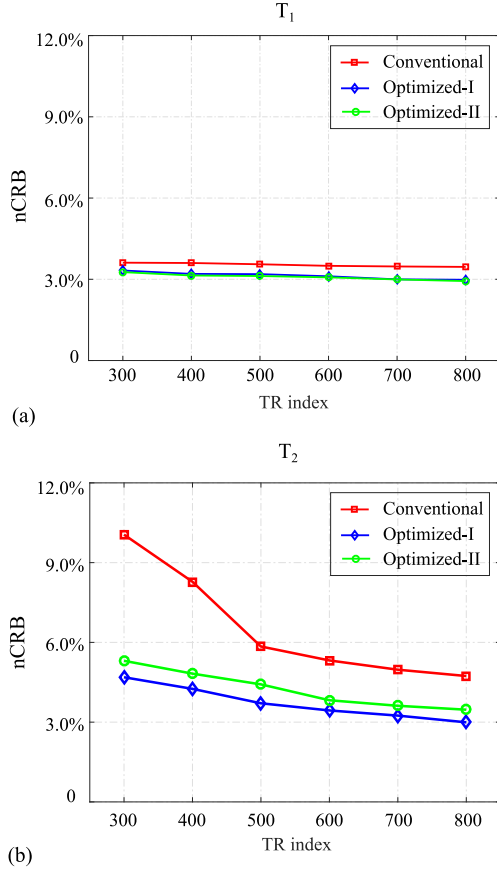 T₁
12.0%
9.0%
6.0%
3.0%
0
nCRB
Conventional
Optimized-I
Optimized-II
300 400 500 600 700 800
TR index
(a)
T₂
12.0%
9.0%
6.0%
3.0%
0
nCRB
Conventional
Optimized-I
Optimized-II
300 400 500 600 700 800
TR index
(b)